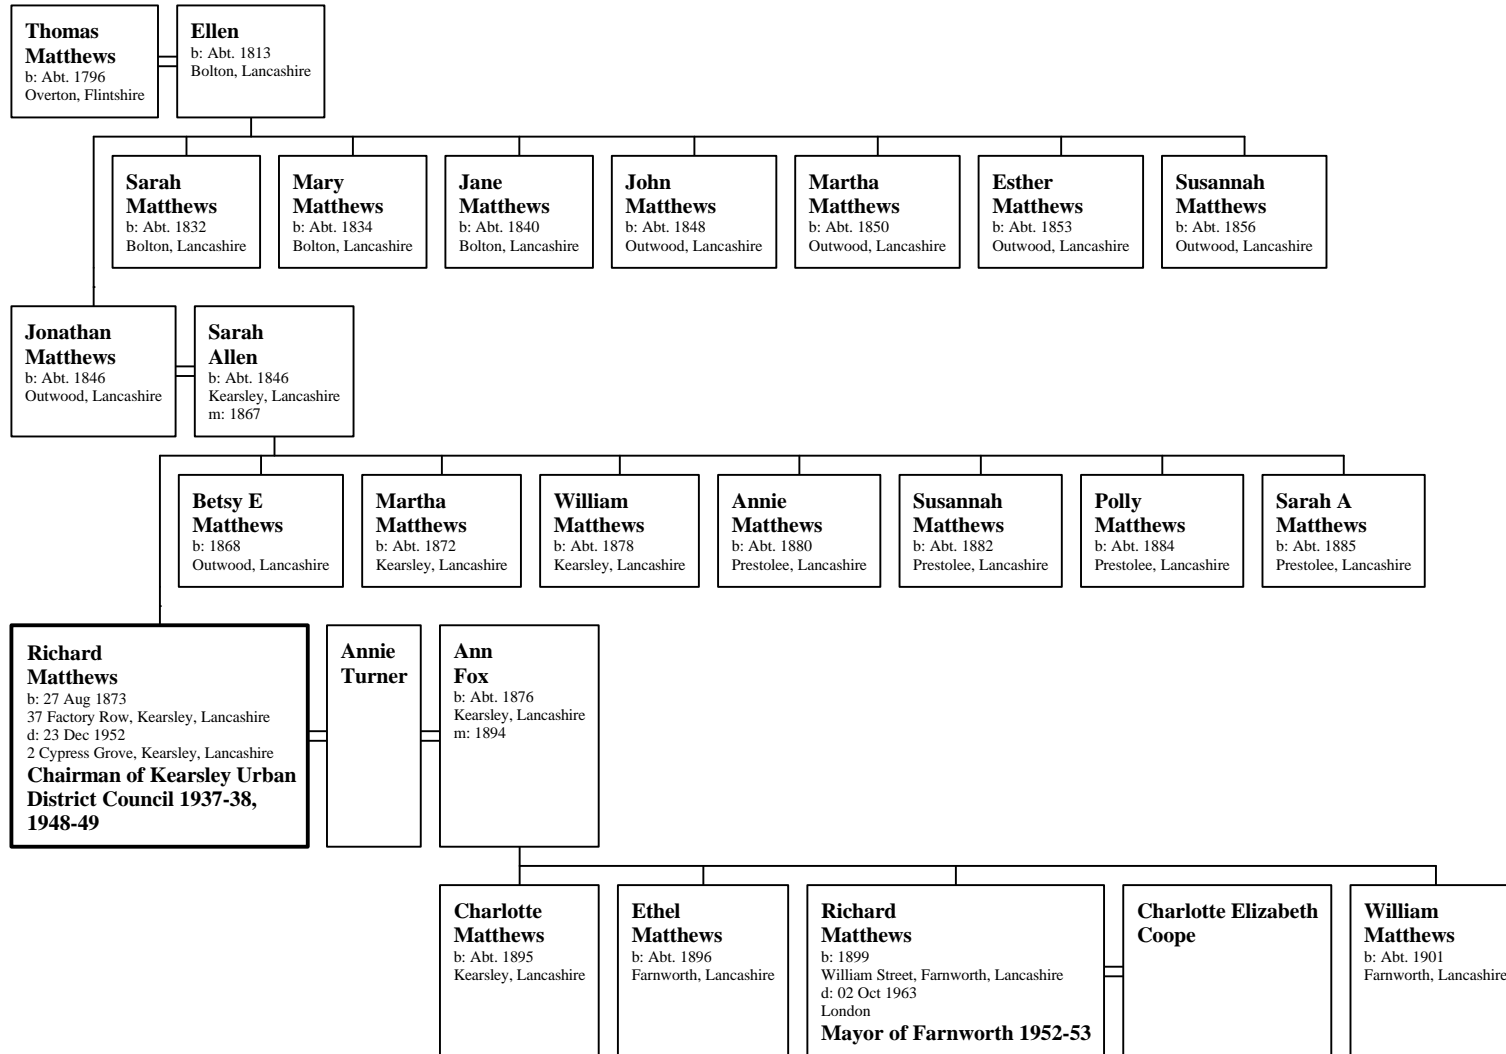 Thomas
Matthews
b: Abt. 1796
Overton, Flintshire
Ellen
b: Abt. 1813
Bolton, Lancashire
Sarah
Matthews
b: Abt. 1832
Bolton, Lancashire
Mary
Matthews
b: Abt. 1834
Bolton, Lancashire
Jane
Matthews
b: Abt. 1840
Bolton, Lancashire
John
Matthews
b: Abt. 1848
Outwood, Lancashire
Martha
Matthews
b: Abt. 1850
Outwood, Lancashire
Esther
Matthews
b: Abt. 1853
Outwood, Lancashire
Susannah
Matthews
b: Abt. 1856
Outwood, Lancashire
Jonathan
Matthews
b: Abt. 1846
Outwood, Lancashire
Sarah
Allen
b: Abt. 1846
Kearsley, Lancashire
m: 1867
Betsy E
Matthews
b: 1868
Outwood, Lancashire
Martha
Matthews
b: Abt. 1872
Kearsley, Lancashire
William
Matthews
b: Abt. 1878
Kearsley, Lancashire
Annie
Matthews
b: Abt. 1880
Prestolee, Lancashire
Susannah
Matthews
b: Abt. 1882
Prestolee, Lancashire
Polly
Matthews
b: Abt. 1884
Prestolee, Lancashire
Sarah A
Matthews
b: Abt. 1885
Prestolee, Lancashire
Richard
Matthews
b: 27 Aug 1873
37 Factory Row, Kearsley, Lancashire
d: 23 Dec 1952
2 Cypress Grove, Kearsley, Lancashire
Chairman of Kearsley Urban
District Council 1937-38,
1948-49
Annie
Turner
Ann
Fox
b: Abt. 1876
Kearsley, Lancashire
m: 1894
Charlotte
Matthews
b: Abt. 1895
Kearsley, Lancashire
Ethel
Matthews
b: Abt. 1896
Farnworth, Lancashire
Richard
Matthews
b: 1899
William Street, Farnworth, Lancashire
d: 02 Oct 1963
London
Mayor of Farnworth 1952-53
Charlotte Elizabeth
Coope
William
Matthews
b: Abt. 1901
Farnworth, Lancashire